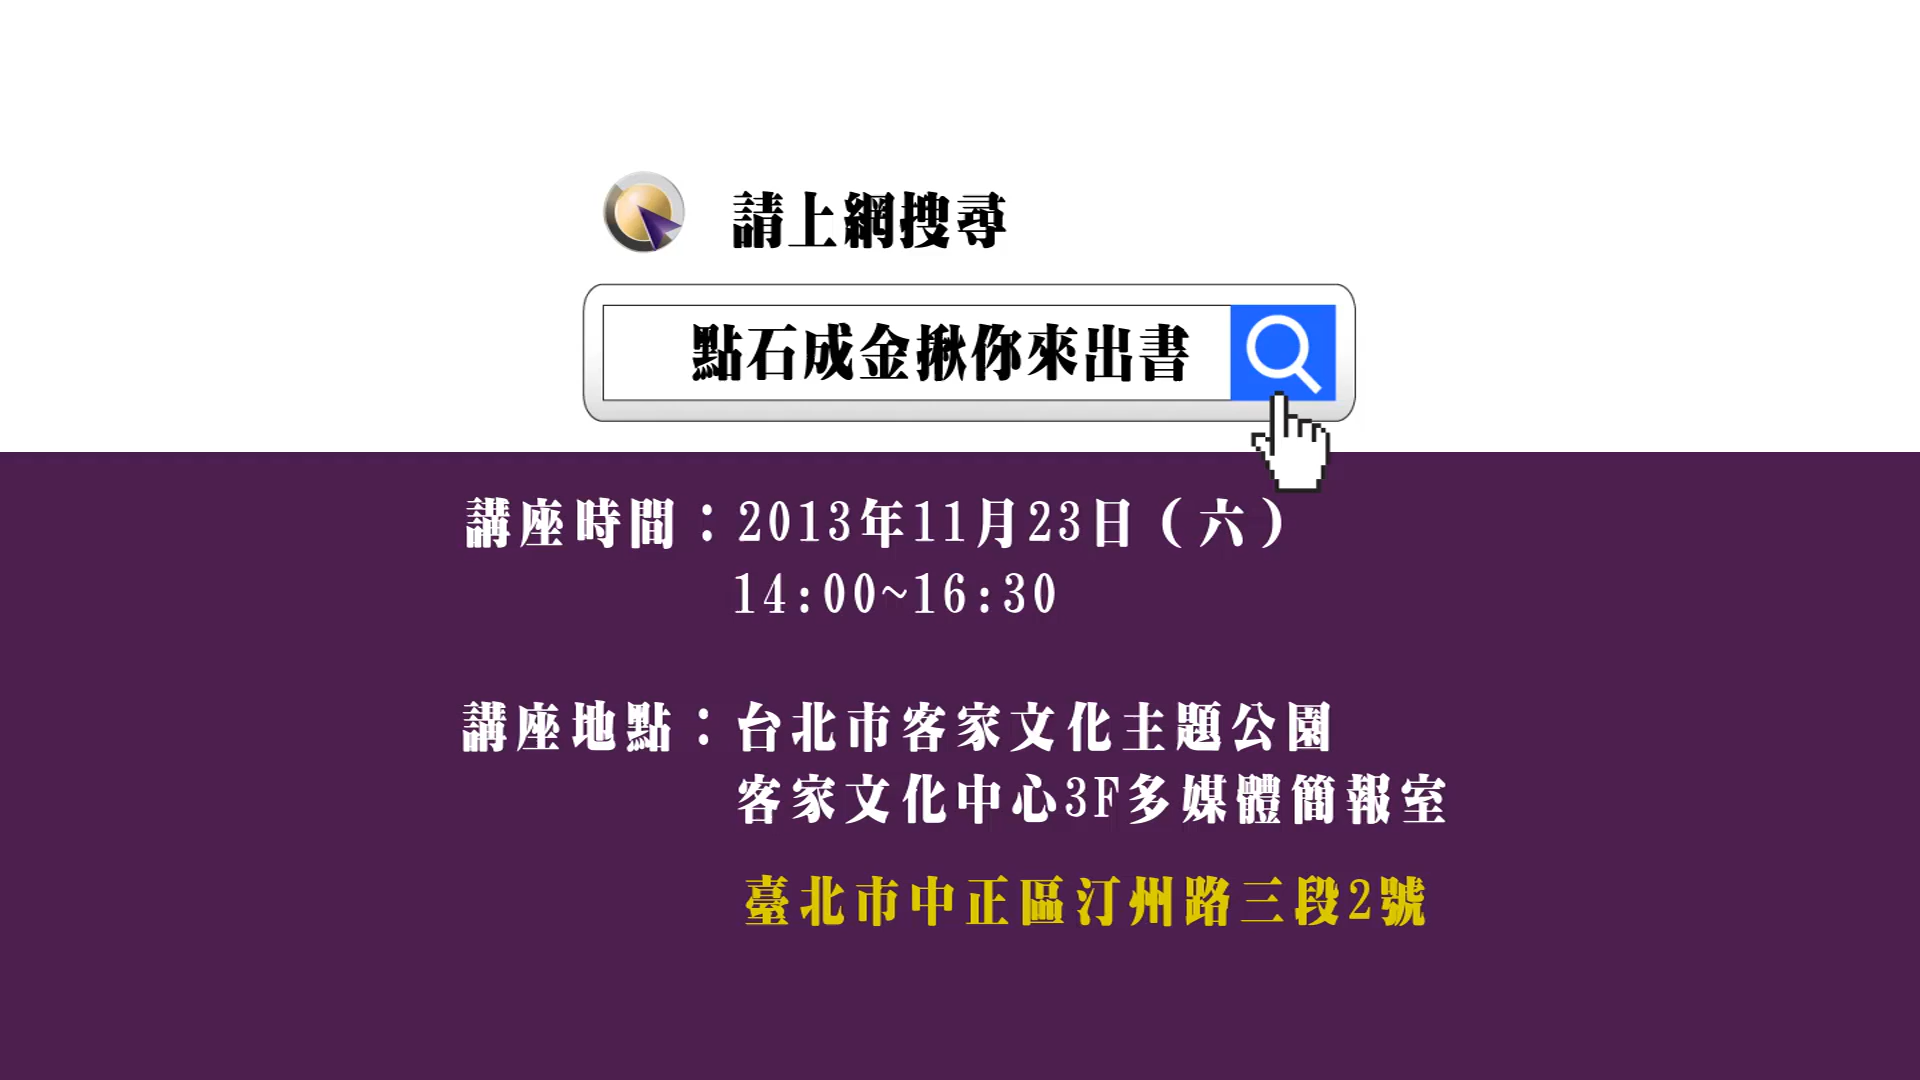 請上網搜尋
點石成金揪你來出書
講座時間：2013年11月23日（六）
14:00~16:30
講座地點：台北市客家文化主題公園
客家文化中心3F多媒體簡報室
臺北市中正區汀州路三段2號